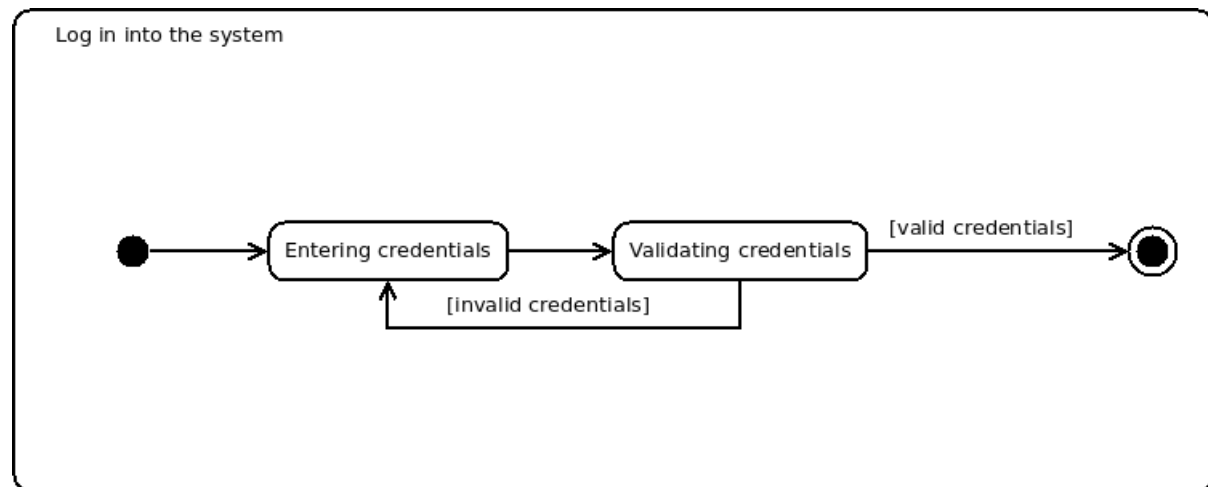 Log in into the system
[valid credentials]
Entering credentials
Validating credentials
[invalid credentials]